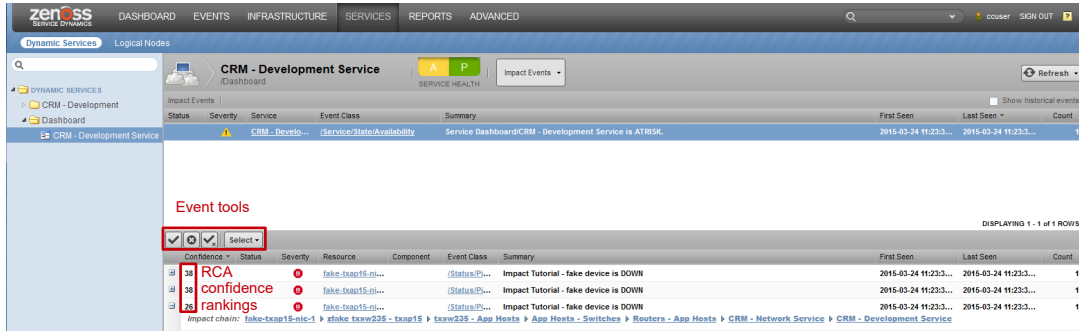 zenoss
SERVICE DYNAMICS
DASHBOARD EVENTS INFRASTRUCTURE SERVICES REPORTS ADVANCED
ccuser SIGN OUT ?
Dynamic Services Logical Nodes
DYNAMIC SERVICES
CRM - Development
Dashboard
CRM - Development Service
CRM - Development Service
/Dashboard
A P
SERVICE HEALTH
Impact Events
Refresh
Impact Events
Show historical events
Status Severity Service Event Class Summary First Seen Last Seen Count
CRM - Develo... /Service/State/Availability Service Dashboard/CRM - Development Service is ATRISK. 2015-03-24 11:23:3... 2015-03-24 11:23:3... 1
Event tools
DISPLAYING 1 - 1 of 1 ROWS
Select
Confidence Status Severity Resource Component Event Class Summary First Seen Last Seen Count
38 fake-txap16-ni... /Status/Pi... Impact Tutorial - fake device is DOWN 2015-03-24 11:23:3... 2015-03-24 11:23:3... 1
38 fake-txap15-ni... /Status/Pi... Impact Tutorial - fake device is DOWN 2015-03-24 11:23:3... 2015-03-24 11:23:3... 1
26 fake-txap15-ni... /Status/Pi... Impact Tutorial - fake device is DOWN 2015-03-24 11:23:3... 2015-03-24 11:23:3... 1
RCA
confidence
rankings
Impact chain: fake-txap15-nic-1 zfake txsw235 - txap15 txsw235 - App Hosts App Hosts - Switches Routers - App Hosts CRM - Network Service CRM - Development Service